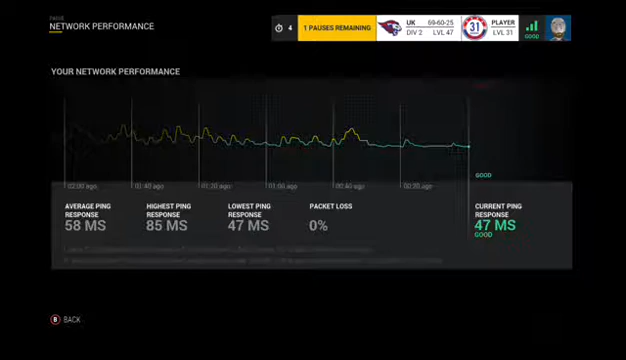 PAUSE
NETWORK PERFORMANCE
4
1 PAUSES REMAINING
UK
DIV 2
69-60-25
LVL 47
31
PLAYER
LVL 31
GOOD
YOUR NETWORK PERFORMANCE
GOOD
02:00 ago
01:40 ago
01:20 ago
01:00 ago
00:40 ago
00:20 ago
AVERAGE PING
RESPONSE
58 MS
HIGHEST PING
RESPONSE
85 MS
LOWEST PING
RESPONSE
47 MS
PACKET LOSS
0%
CURRENT PING
RESPONSE
47 MS
GOOD
B BACK